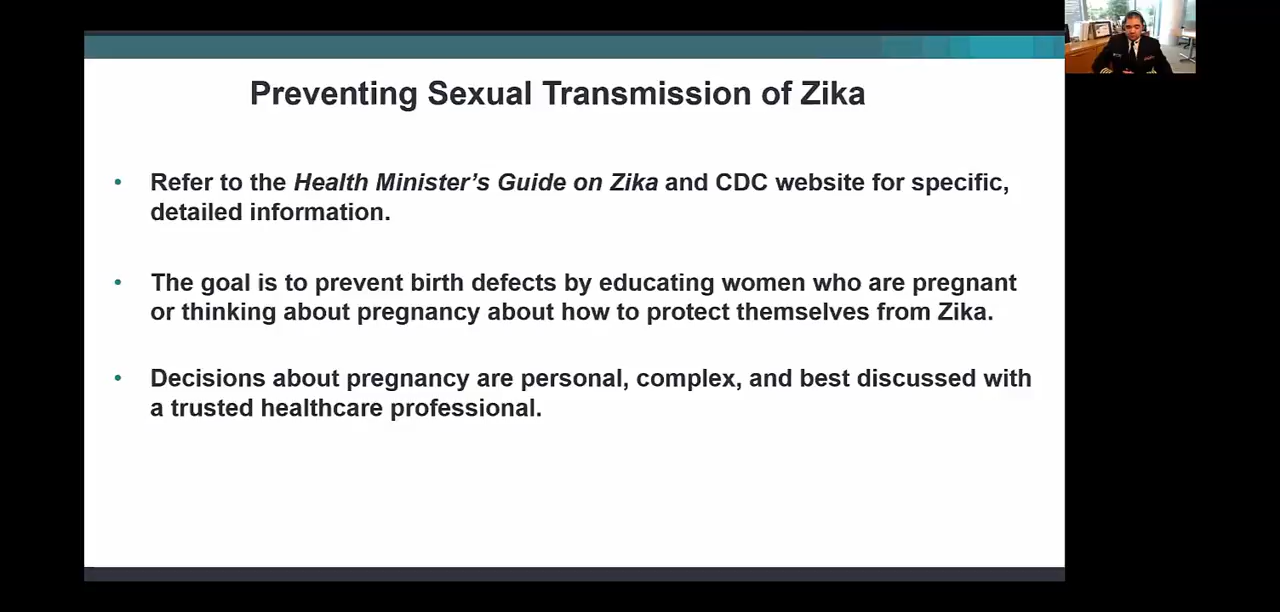 Preventing Sexual Transmission of Zika
• Refer to the Health Minister's Guide on Zika and CDC website for specific,
detailed information.
• The goal is to prevent birth defects by educating women who are pregnant
or thinking about pregnancy about how to protect themselves from Zika.
• Decisions about pregnancy are personal, complex, and best discussed with
a trusted healthcare professional.